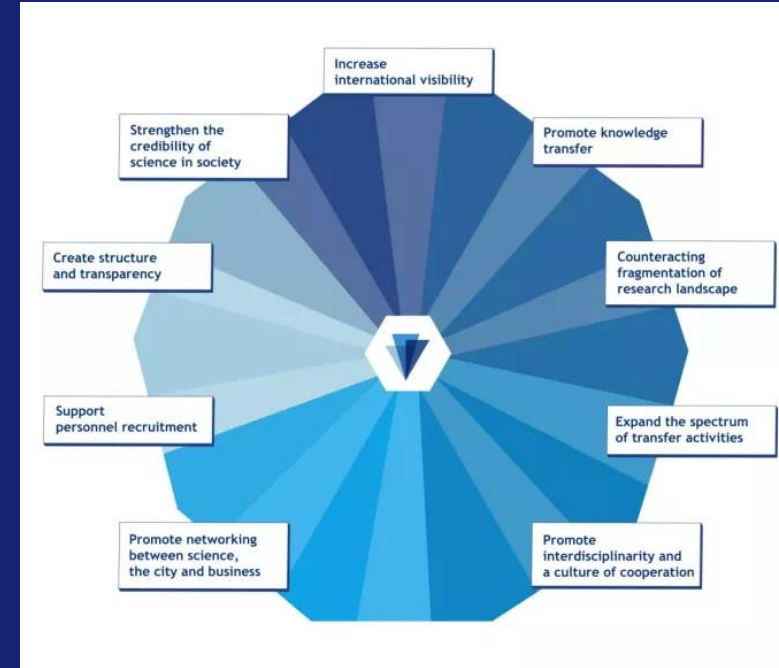 Increase
international visibility
Promote knowledge
transfer
Counteracting
fragmentation of
research landscape
Expand the spectrum
of transfer activities
Promote
interdisciplinarity and
a culture of cooperation
Promote networking
between science,
the city and business
Support
personnel recruitment
Create structure
and transparency
Strengthen the
credibility of
science in society